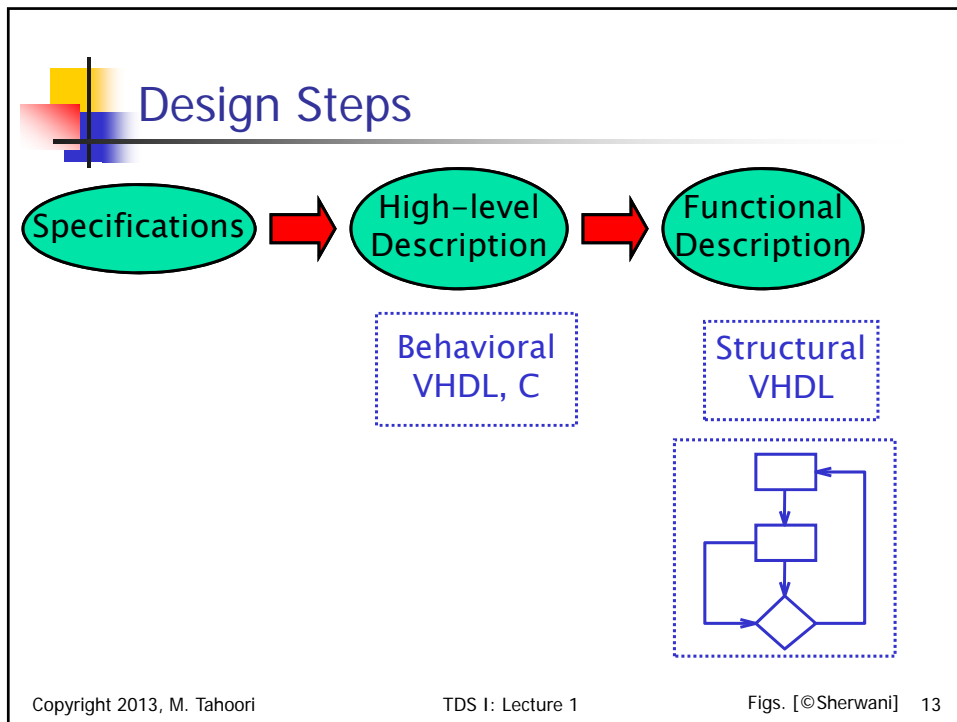 Design Steps
Specifications
High-level
Description
Functional
Description
Behavioral
VHDL, C
Structural
VHDL
Copyright 2013, M. Tahoori
TDS I: Lecture 1
Figs. [©Sherwani] 13